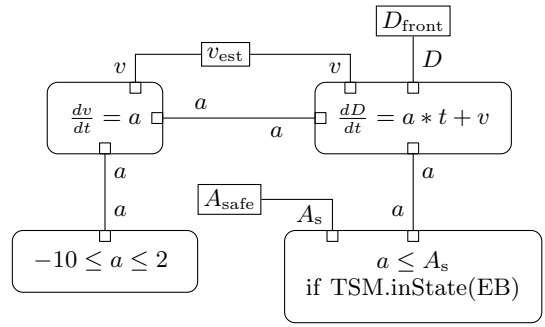 D_front
v_est
v
v
D
dv/dt = a
a
a
dD/dt = a * t + v
a
a
a
a
A_safe
A_s
−10 ≤ a ≤ 2
a ≤ A_s
if TSM.inState(EB)